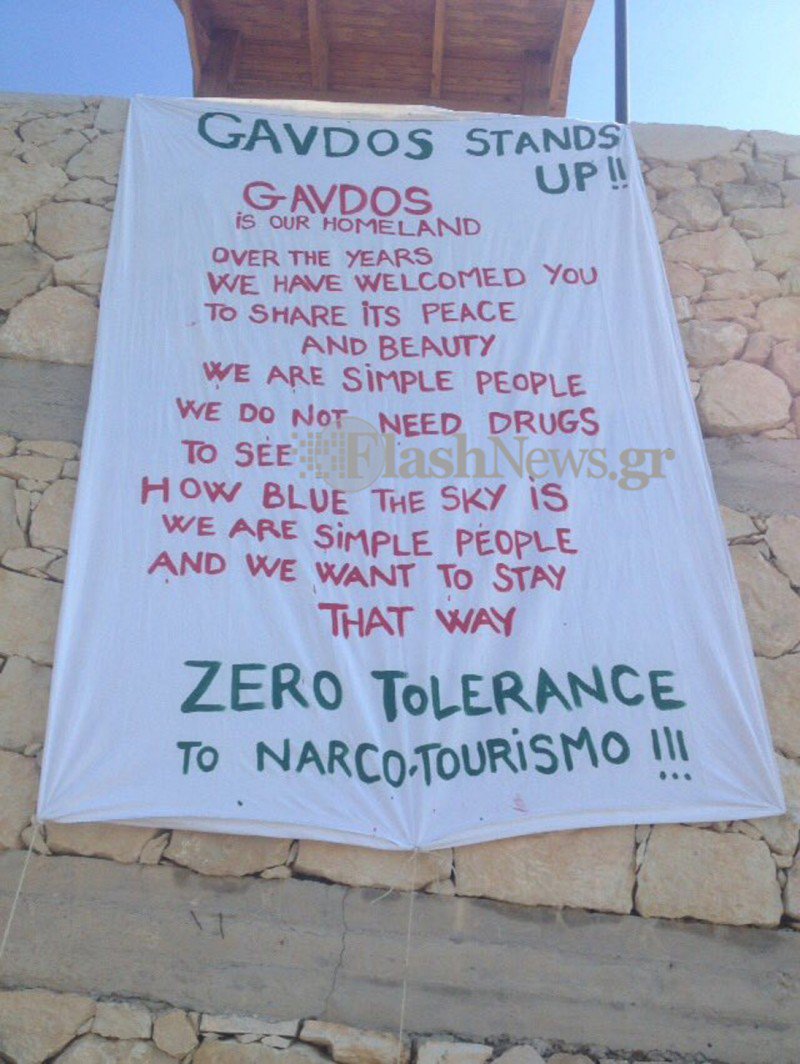 GAVDOS STANDS
UP!!
GAVDOS
iS OUR HOMELAND
OVER THE YEARS
WE HAVE WELCOMED YOU
TO SHARE iTS PEACE
AND BEAUTY
WE ARE SiMPLE PEOPLE
WE DO NOT NEED DRUGS
TO SEE
FlashNews.gr
HOW BLUE THE SKY iS
WE ARE SiMPLE PEOPLE
AND WE WANT TO STAY
THAT WAY
ZERO TOLERANCE
TO NARCO-TOURiSMO !!!